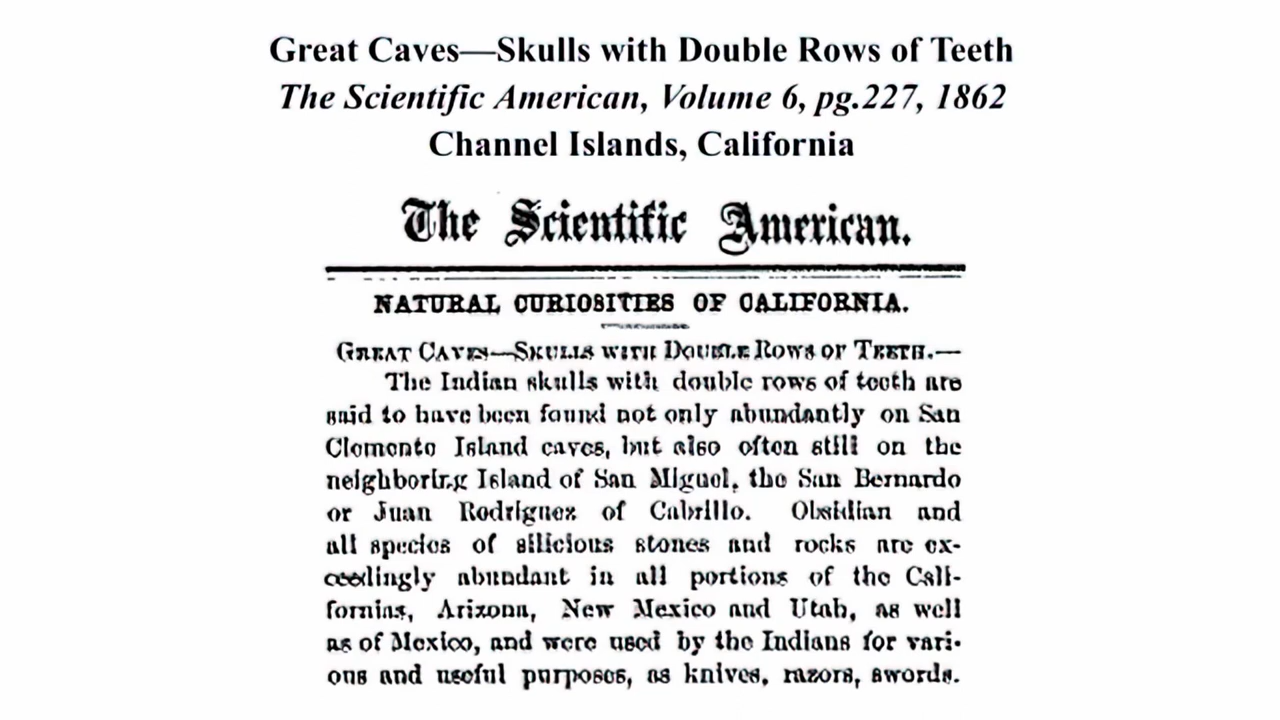 Great Caves—Skulls with Double Rows of Teeth
The Scientific American, Volume 6, pg.227, 1862
Channel Islands, California
The Scientific American.
NATURAL CURIOSITIES OF CALIFORNIA.
GREAT CAVES—SKULLS WITH DOUBLE ROWS OF TEETH.—
The Indian skulls with double rows of teeth are
said to have been found not only abundantly on San
Clemente Island caves, but also often still on the
neighboring Island of San Miguel, the San Bernardo
or Juan Rodriguez of Cabrillo. Obsidian and
all species of silicious stones and rocks are ex-
ceedingly abundant in all portions of the Cali-
fornias, Arizona, New Mexico and Utah, as well
as of Mexico, and were used by the Indians for vari-
ous and useful purposes, as knives, razors, swords.